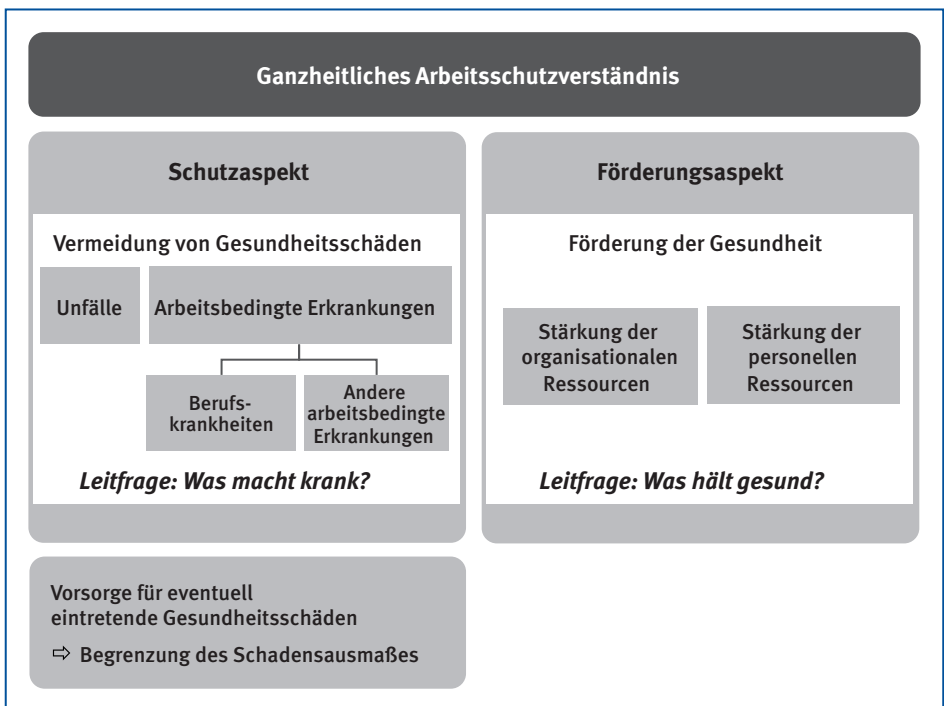 Ganzheitliches Arbeitsschutzverständnis
Schutzaspekt
Vermeidung von Gesundheitsschäden
Unfälle
Arbeitsbedingte Erkrankungen
Berufs-
krankheiten
Andere
arbeitsbedingte
Erkrankungen
Leitfrage: Was macht krank?
Förderungsaspekt
Förderung der Gesundheit
Stärkung der
organisationalen
Ressourcen
Stärkung der
personellen
Ressourcen
Leitfrage: Was hält gesund?
Vorsorge für eventuell
eintretende Gesundheitsschäden
⇨ Begrenzung des Schadensausmaßes